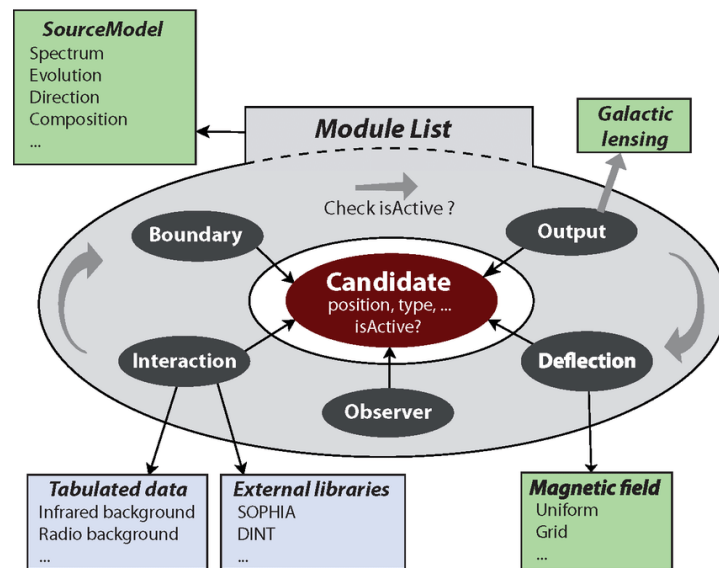 SourceModel
Spectrum
Evolution
Direction
Composition
...
Module List
Galactic
lensing
Check isActive ?
Boundary
Output
Candidate
position, type, ...
isActive?
Interaction
Deflection
Observer
Tabulated data
Infrared background
Radio background
...
External libraries
SOPHIA
DINT
...
Magnetic field
Uniform
Grid
...